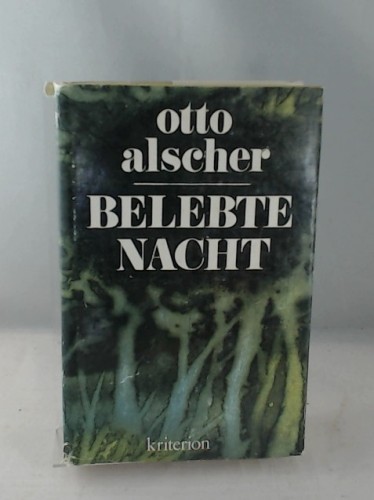 otto
alscher
BELEBTE
NACHT
kriterion